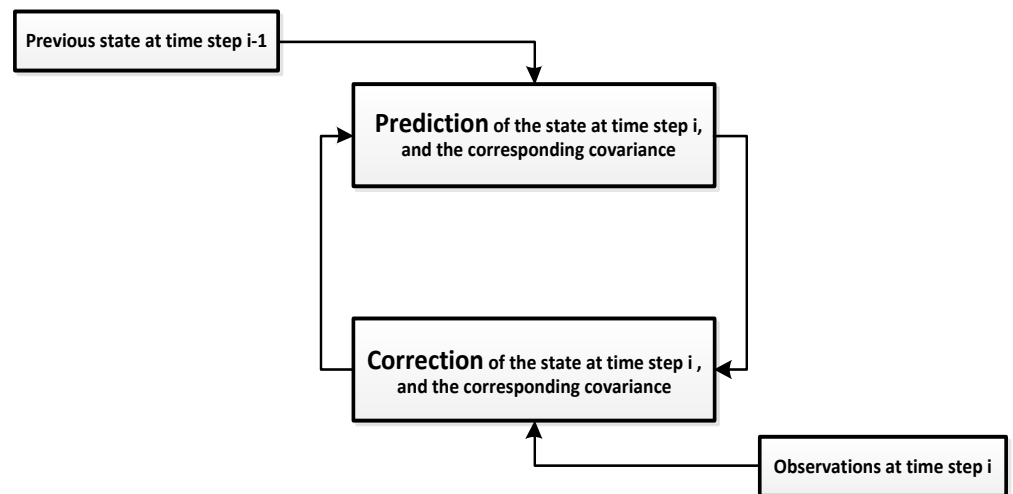 Previous state at time step i-1
Prediction of the state at time step i,
and the corresponding covariance
Correction of the state at time step i ,
and the corresponding covariance
Observations at time step i